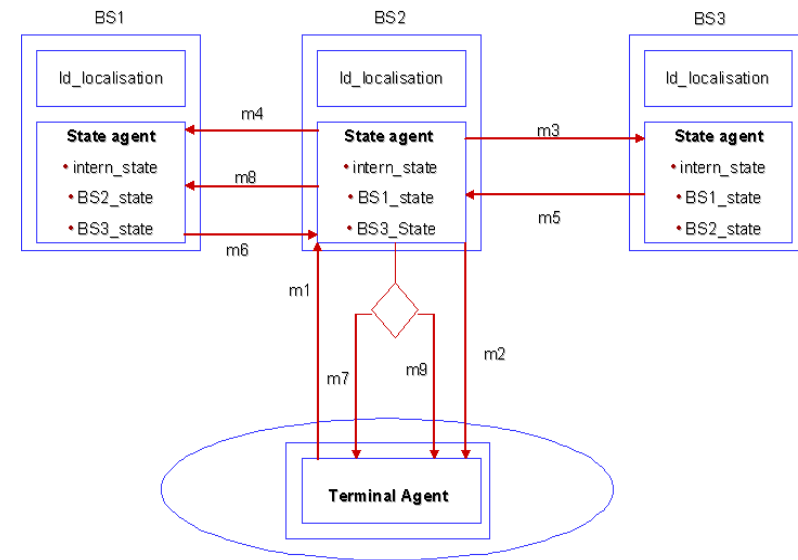 BS1
BS2
BS3
Id_localisation
Id_localisation
Id_localisation
m4
m3
State agent
• intern_state
• BS2_state
• BS3_state
m8
State agent
• intern_state
• BS1_state
• BS3_State
m5
State agent
• intern_state
• BS1_state
• BS2_state
m6
m1
m7
m9
m2
Terminal Agent